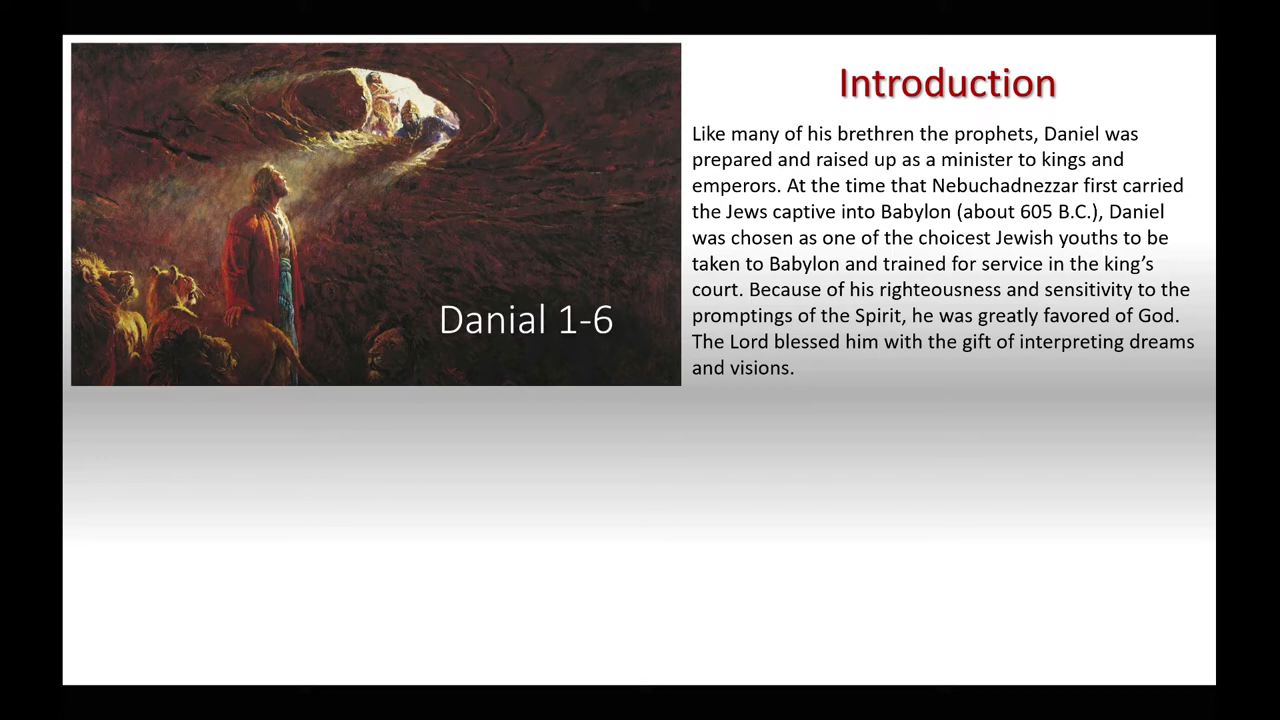 Introduction
Like many of his brethren the prophets, Daniel was
prepared and raised up as a minister to kings and
emperors. At the time that Nebuchadnezzar first carried
the Jews captive into Babylon (about 605 B.C.), Daniel
was chosen as one of the choicest Jewish youths to be
taken to Babylon and trained for service in the king’s
court. Because of his righteousness and sensitivity to the
promptings of the Spirit, he was greatly favored of God.
The Lord blessed him with the gift of interpreting dreams
and visions.
Danial 1-6